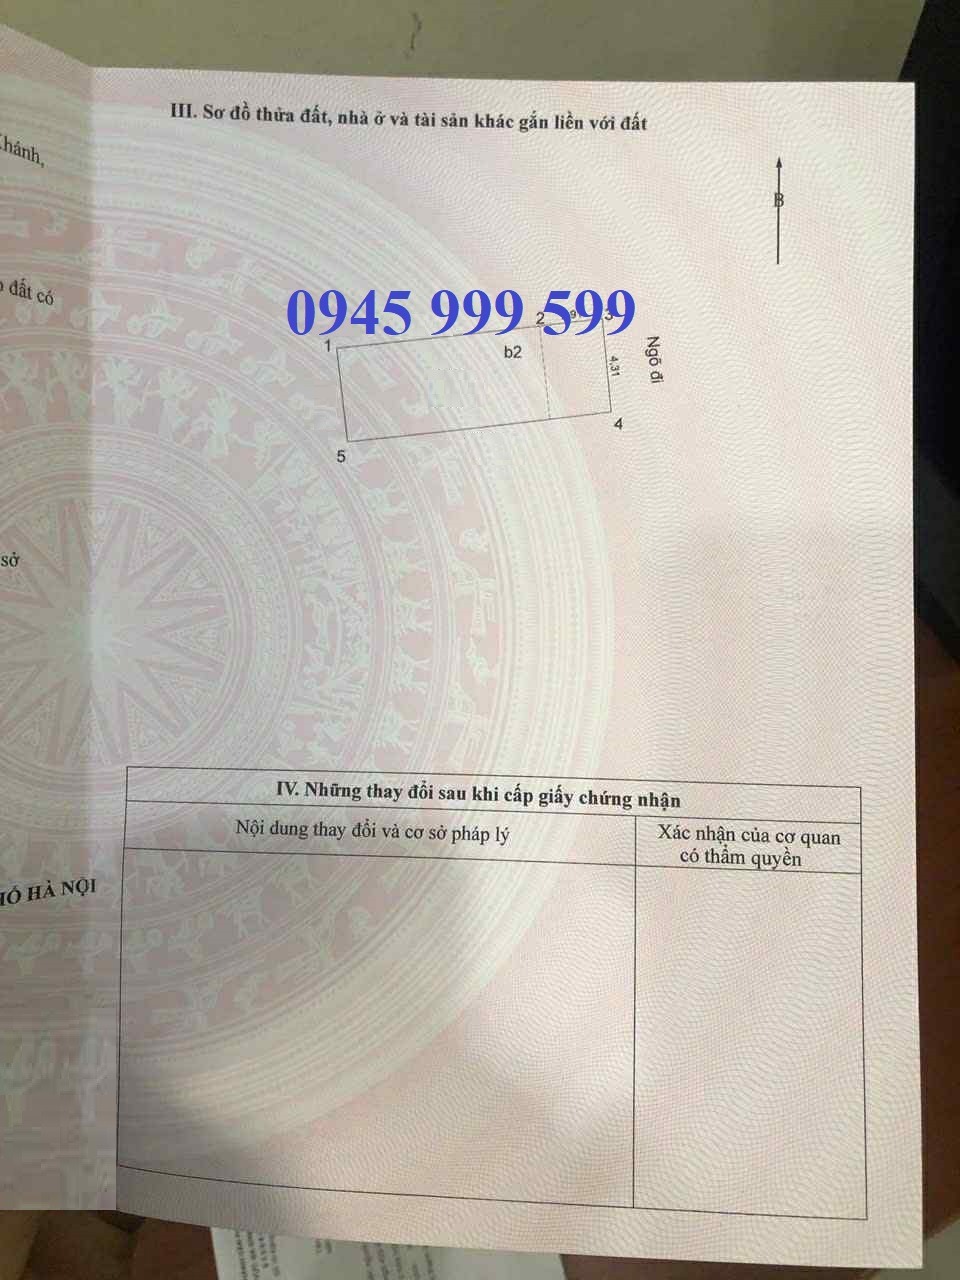 III. Sơ đồ thửa đất, nhà ở và tài sản khác gắn liền với đất
hánh,
B
đất có
0945 999 599
1
2
3
b2
4,31
Ngõ đi
4
5
sở
IV. Những thay đổi sau khi cấp giấy chứng nhận
Nội dung thay đổi và cơ sở pháp lý
Xác nhận của cơ quan
có thẩm quyền
HÀ NỘI